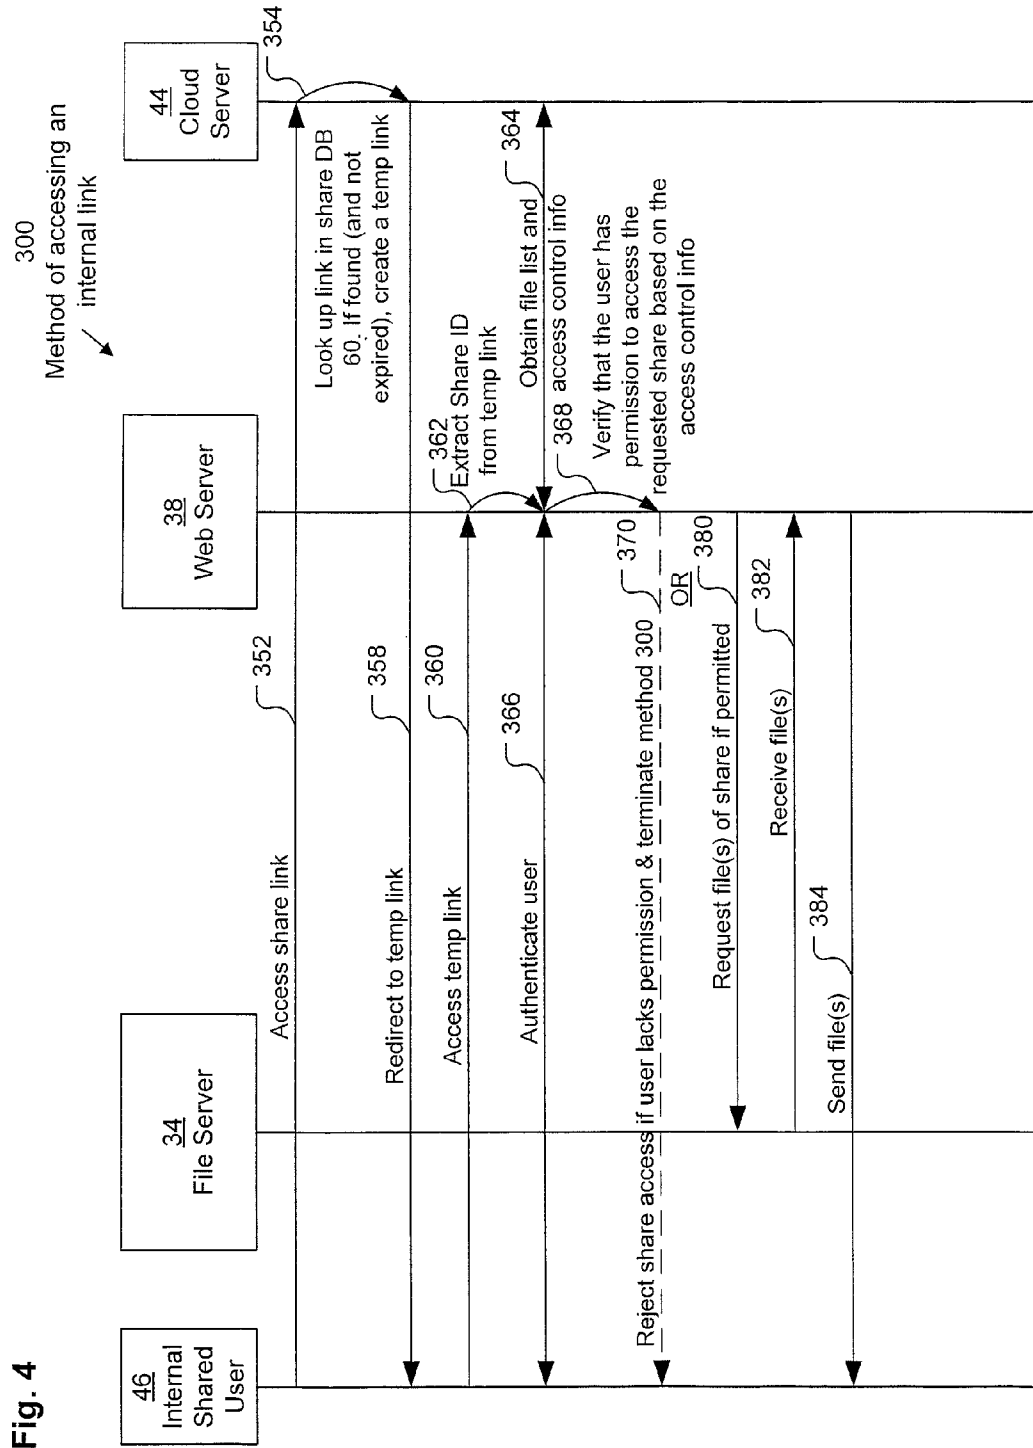 Fig. 4
300
Method of accessing an
internal link
46
Internal
Shared
User
34
File Server
38
Web Server
44
Cloud
Server
Access share link
352
354
Look up link in share DB
60. If found (and not
expired), create a temp link
Redirect to temp link
358
Access temp link
360
362
Extract Share ID
from temp link
Authenticate user
366
Obtain file list and
access control info
364
368
Verify that the user has
permission to access the
requested share based on the
access control info
Reject share access if user lacks permission & terminate method 300
370
OR
Request file(s) of share if permitted
380
Receive file(s)
382
Send file(s)
384